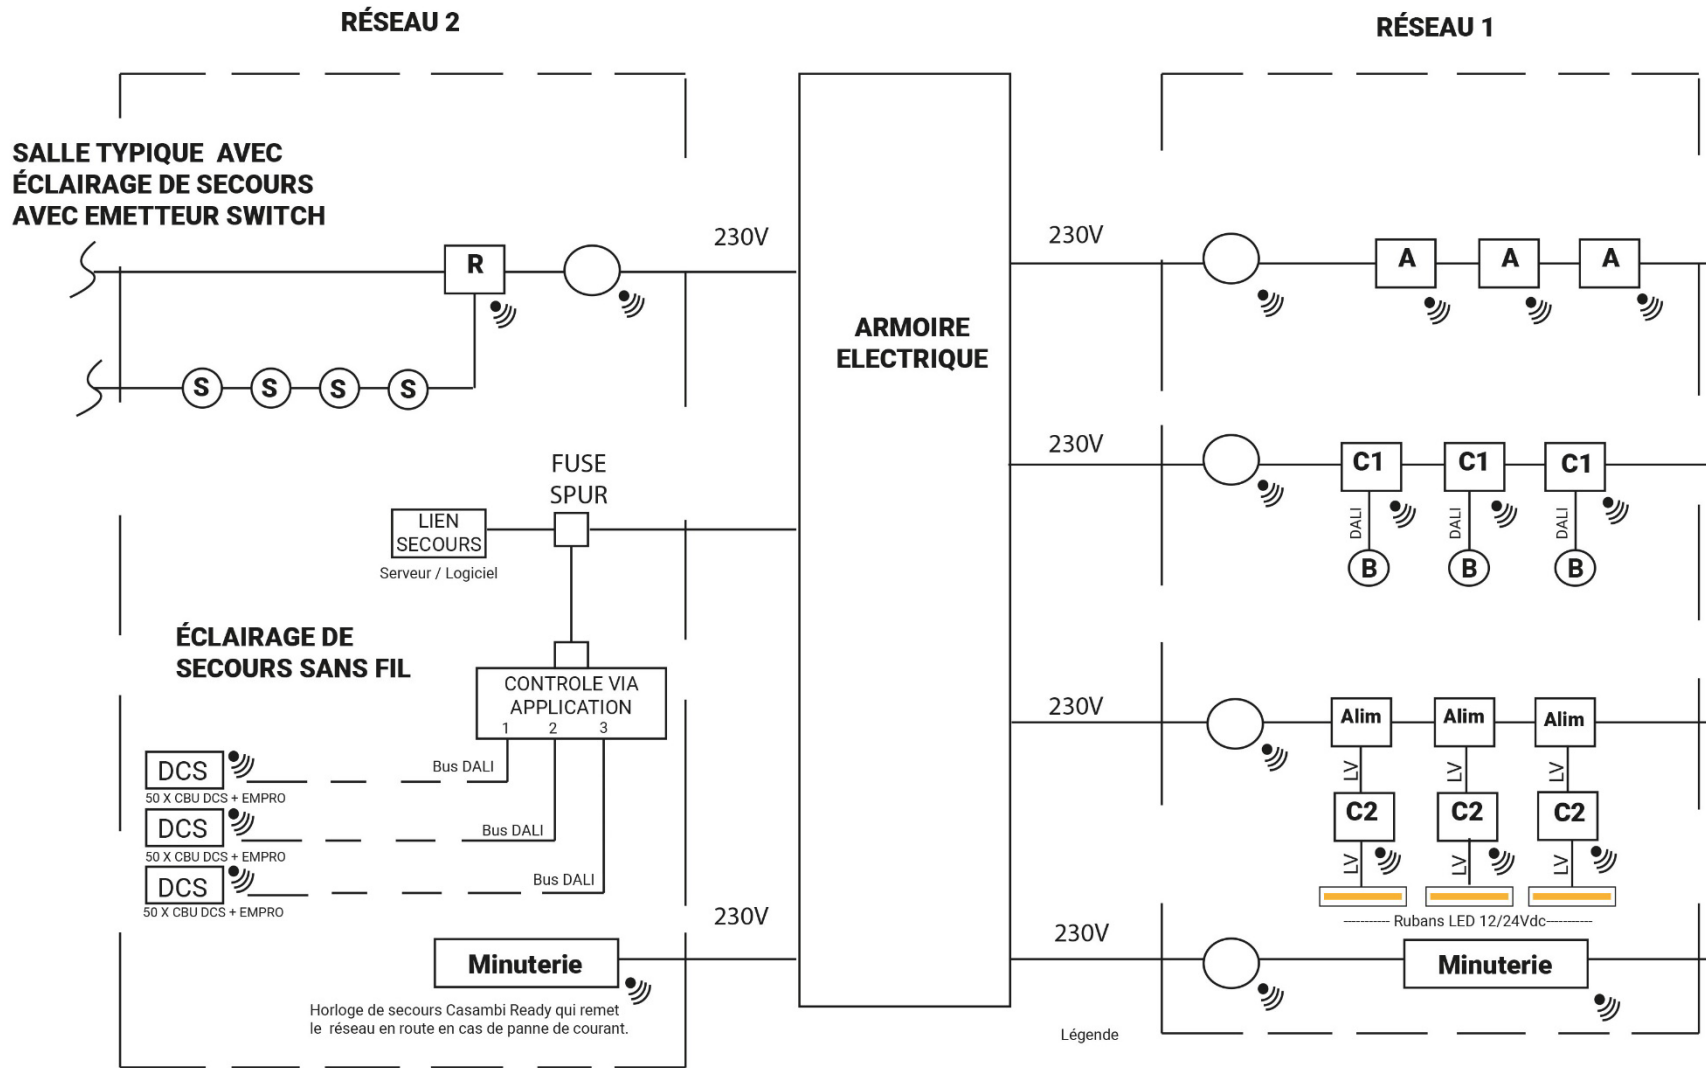 RÉSEAU 2
RÉSEAU 1
SALLE TYPIQUE AVEC
ÉCLAIRAGE DE SECOURS
AVEC EMETTEUR SWITCH
R
230V
S S S S
FUSE
SPUR
LIEN
SECOURS
Serveur / Logiciel
ÉCLAIRAGE DE
SECOURS SANS FIL
CONTROLE VIA
APPLICATION
1 2 3
DCS
Bus DALI
50 X CBU DCS + EMPRO
DCS
Bus DALI
50 X CBU DCS + EMPRO
DCS
Bus DALI
50 X CBU DCS + EMPRO
230V
Minuterie
Horloge de secours Casambi Ready qui remet
le réseau en route en cas de panne de courant.
ARMOIRE
ELECTRIQUE
230V
A A A
230V
C1 C1 C1
DALI DALI DALI
B B B
230V
Alim Alim Alim
LV LV LV
C2 C2 C2
LV LV LV
----------- Rubans LED 12/24Vdc-----------
230V
Minuterie
Légende